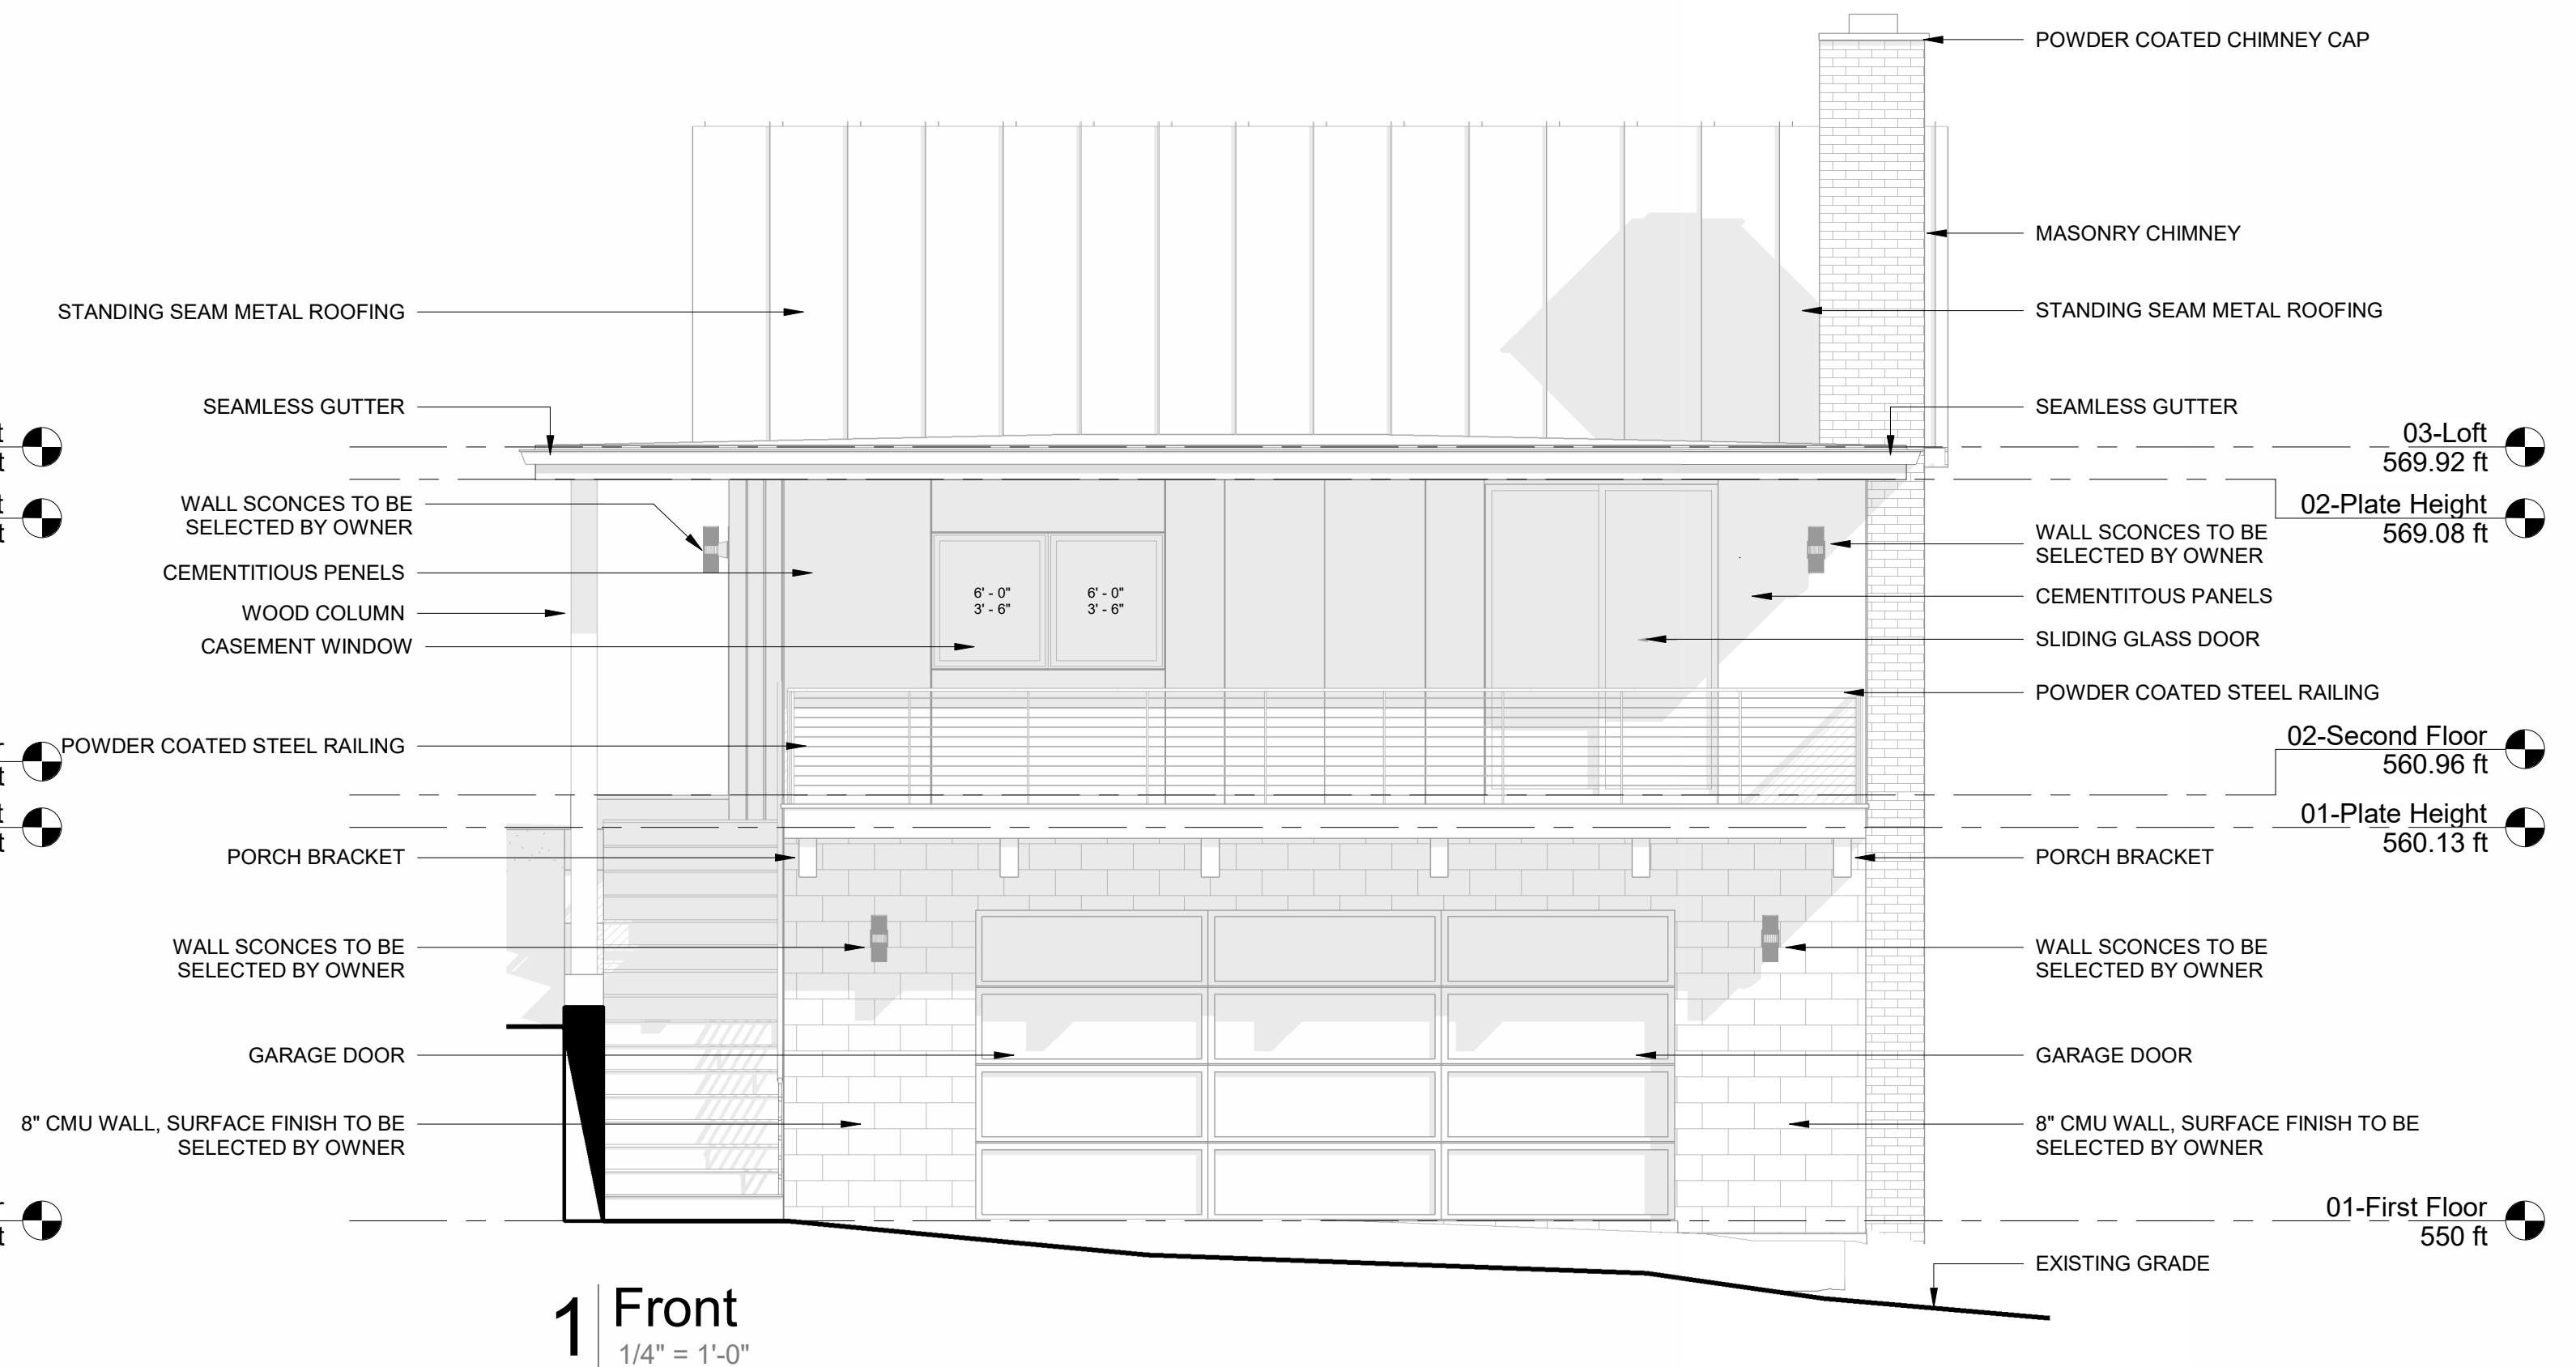 POWDER COATED CHIMNEY CAP
MASONRY CHIMNEY
STANDING SEAM METAL ROOFING
STANDING SEAM METAL ROOFING
SEAMLESS GUTTER
SEAMLESS GUTTER
03-Loft
569.92 ft
WALL SCONCES TO BE
SELECTED BY OWNER
02-Plate Height
569.08 ft
WALL SCONCES TO BE
SELECTED BY OWNER
CEMENTITIOUS PENELS
6' - 0"
3' - 6"
6' - 0"
3' - 6"
CEMENTITOUS PANELS
WOOD COLUMN
CASEMENT WINDOW
SLIDING GLASS DOOR
POWDER COATED STEEL RAILING
POWDER COATED STEEL RAILING
02-Second Floor
560.96 ft
01-Plate Height
560.13 ft
PORCH BRACKET
PORCH BRACKET
WALL SCONCES TO BE
SELECTED BY OWNER
WALL SCONCES TO BE
SELECTED BY OWNER
GARAGE DOOR
GARAGE DOOR
8" CMU WALL, SURFACE FINISH TO BE
SELECTED BY OWNER
8" CMU WALL, SURFACE FINISH TO BE
SELECTED BY OWNER
01-First Floor
550 ft
EXISTING GRADE
1
Front
1/4" = 1'-0"